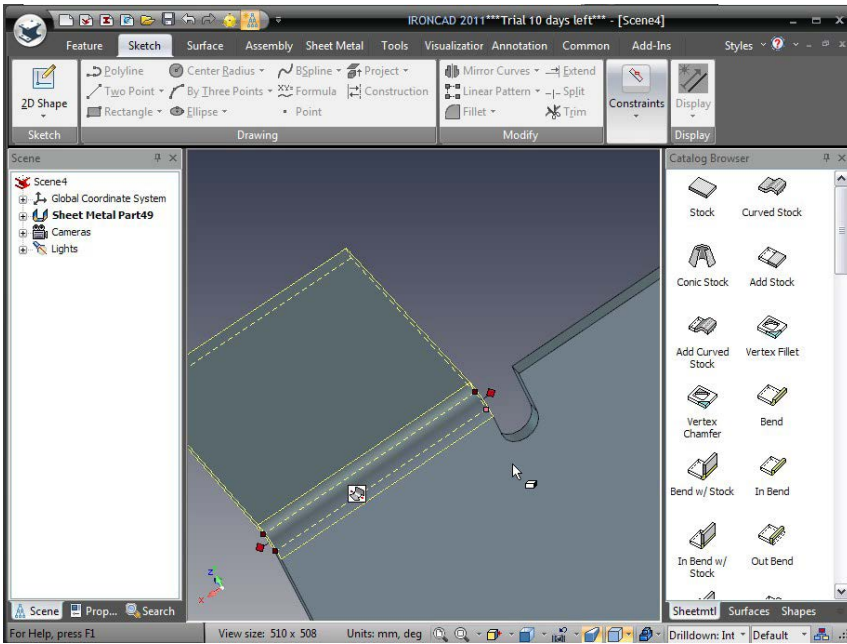 IRONCAD 2011***Trial 10 days left*** - [Scene4]
Feature Sketch Surface Assembly Sheet Metal Tools Visualization Annotation Common Add-Ins Styles
2D Shape
Polyline Center Radius BSpline Project
Two Point By Three Points Formula Construction
Rectangle Ellipse Point
Mirror Curves Extend
Linear Pattern Split
Fillet Trim
Constraints
Display
Sketch Drawing Modify Display
Scene
Scene4
Global Coordinate System
Sheet Metal Part49
Cameras
Lights
z
x
Catalog Browser
Stock Curved Stock
Conic Stock Add Stock
Add Curved Stock Vertex Fillet
Vertex Chamfer Bend
Bend w/ Stock In Bend
In Bend w/ Stock Out Bend
Scene Prop... Search
Sheetmtl Surfaces Shapes
For Help, press F1 View size: 510 x 508 Units: mm, deg Drilldown: Int Default